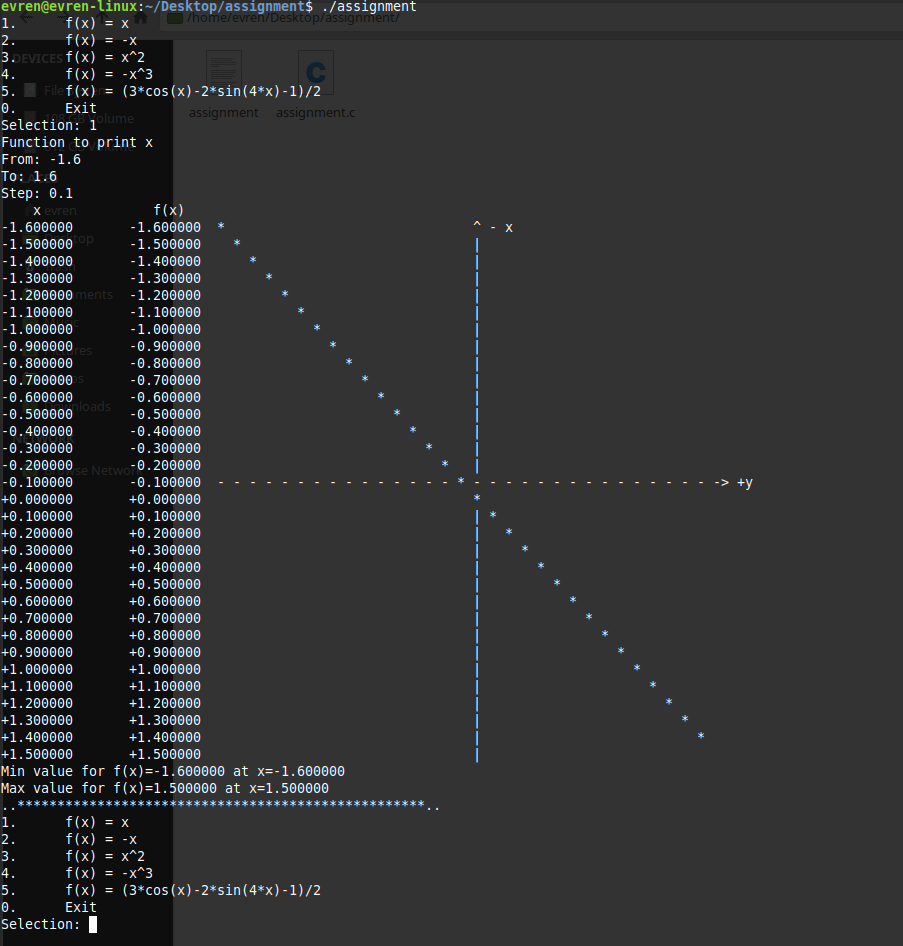 evren@evren-linux:~/Desktop/assignment$ ./assignment
/home/evren/Desktop/assignment/
1. f(x) = x
2. f(x) = -x
3. f(x) = x^2
4. f(x) = -x^3
5. f(x) = (3*cos(x)-2*sin(4*x)-1)/2
0. Exit
assignment assignment.c
Selection: 1
Function to print x
From: -1.6
To: 1.6
Step: 0.1
x f(x)
-1.600000 -1.600000 * ^ - x
-1.500000 -1.500000 * |
-1.400000 -1.400000 * |
-1.300000 -1.300000 * |
-1.200000 -1.200000 * |
-1.100000 -1.100000 * |
-1.000000 -1.000000 * |
-0.900000 -0.900000 * |
-0.800000 -0.800000 * |
-0.700000 -0.700000 * |
-0.600000 -0.600000 * |
-0.500000 -0.500000 * |
-0.400000 -0.400000 * |
-0.300000 -0.300000 * |
-0.200000 -0.200000 * |
-0.100000 -0.100000 - - - - - - - - - - - - - - - * - - - - - - - - - - - - - - - -> +y
+0.000000 +0.000000 *
+0.100000 +0.100000 | *
+0.200000 +0.200000 | *
+0.300000 +0.300000 | *
+0.400000 +0.400000 | *
+0.500000 +0.500000 | *
+0.600000 +0.600000 | *
+0.700000 +0.700000 | *
+0.800000 +0.800000 | *
+0.900000 +0.900000 | *
+1.000000 +1.000000 | *
+1.100000 +1.100000 | *
+1.200000 +1.200000 | *
+1.300000 +1.300000 | *
+1.400000 +1.400000 | *
+1.500000 +1.500000 |
Min value for f(x)=-1.600000 at x=-1.600000
Max value for f(x)=1.500000 at x=1.500000
..***************************************************..
1. f(x) = x
2. f(x) = -x
3. f(x) = x^2
4. f(x) = -x^3
5. f(x) = (3*cos(x)-2*sin(4*x)-1)/2
0. Exit
Selection: